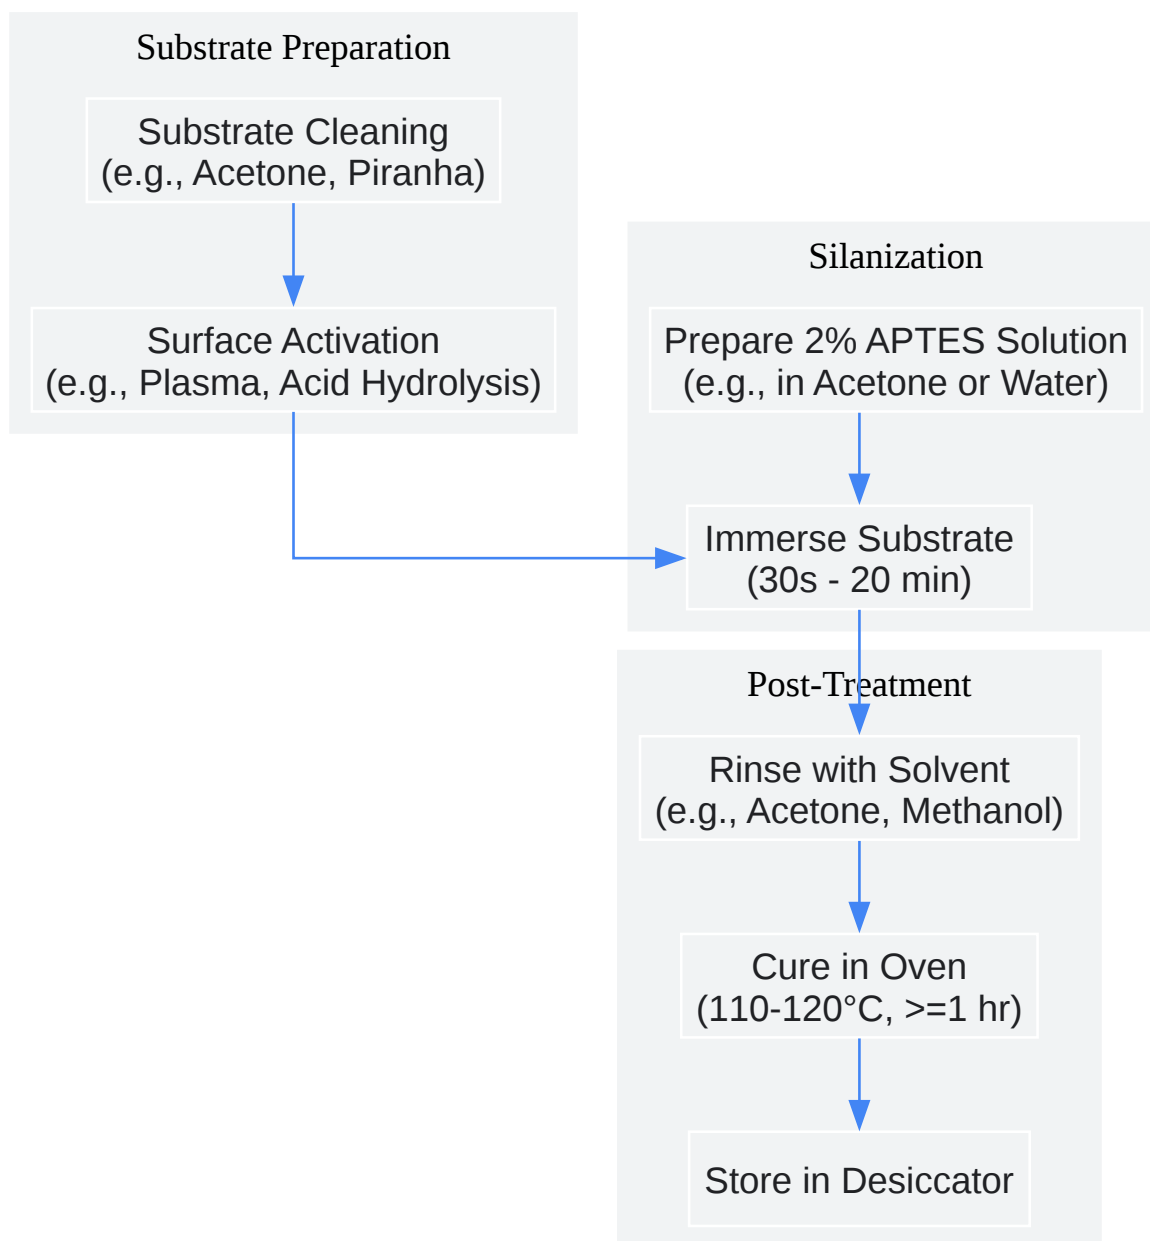 Substrate Preparation
Substrate Cleaning
(e.g., Acetone, Piranha)
Surface Activation
(e.g., Plasma, Acid Hydrolysis)
Silanization
Prepare 2% APTES Solution
(e.g., in Acetone or Water)
Immerse Substrate
(30s - 20 min)
Post-Treatment
Rinse with Solvent
(e.g., Acetone, Methanol)
Cure in Oven
(110-120°C, >=1 hr)
Store in Desiccator